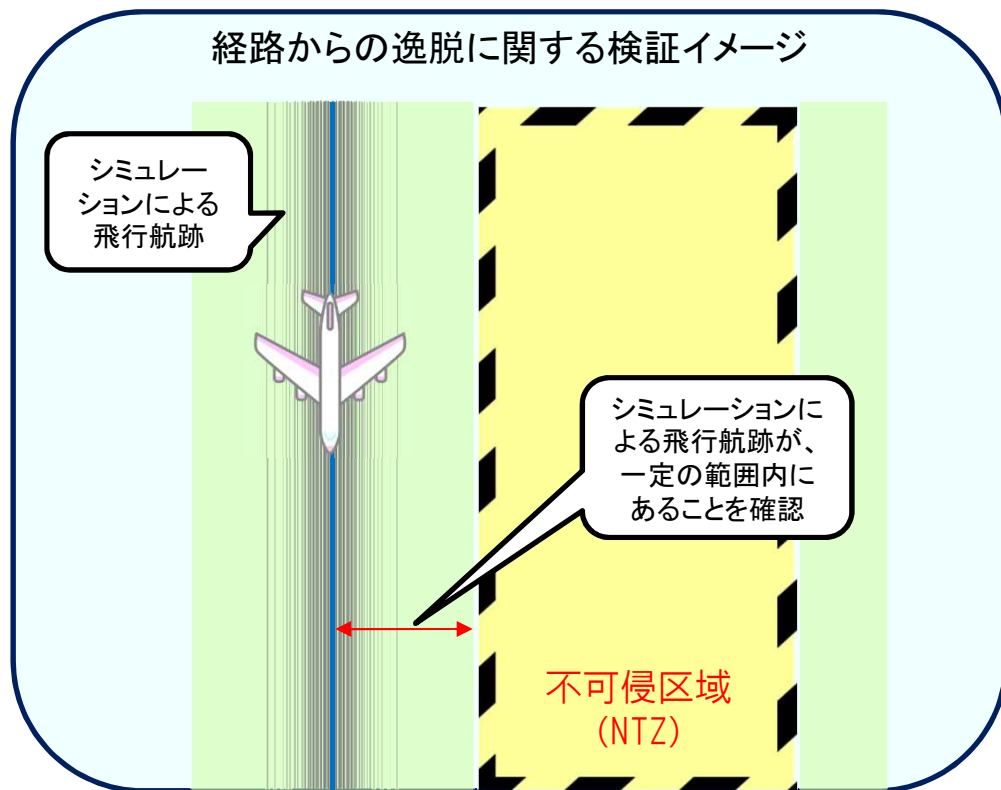 経路からの逸脱に関する検証イメージ
シミュレー
ションによる
飛行航跡
シミュレーションに
よる飛行航跡が、
一定の範囲内に
あることを確認
不可侵区域
(NTZ)